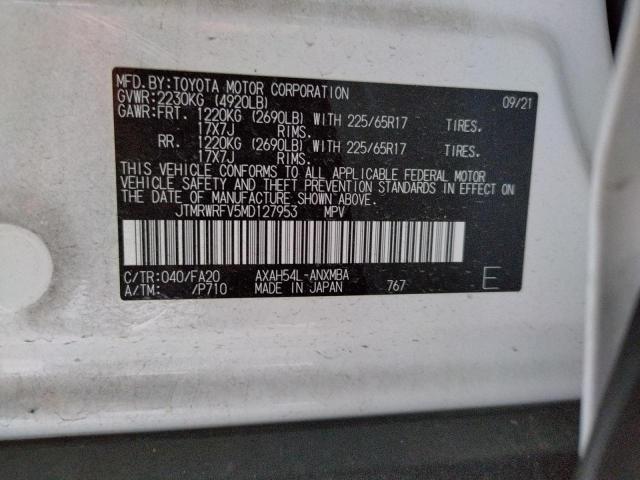 MFD.BY:TOYOTA MOTOR CORPORATION 09/21
GVWR:2230KG (4920LB)
GAWR:FRT. 1220KG (2690LB) WITH 225/65R17 TIRES.
17X7J RIMS.
RR. 1220KG (2690LB) WITH 225/65R17 TIRES.
17X7J RIMS.
THIS VEHICLE CONFORMS TO ALL APPLICABLE FEDERAL MOTOR
VEHICLE SAFETY AND THEFT PREVENTION STANDARDS IN EFFECT ON
THE DATE OF MANUFACTURE SHOWN ABOVE.
JTMRWRFV5MD127953 MPV
C/TR:040/FA20 AXAH54L-ANXMBA
A/TM: /P710 MADE IN JAPAN 767 E